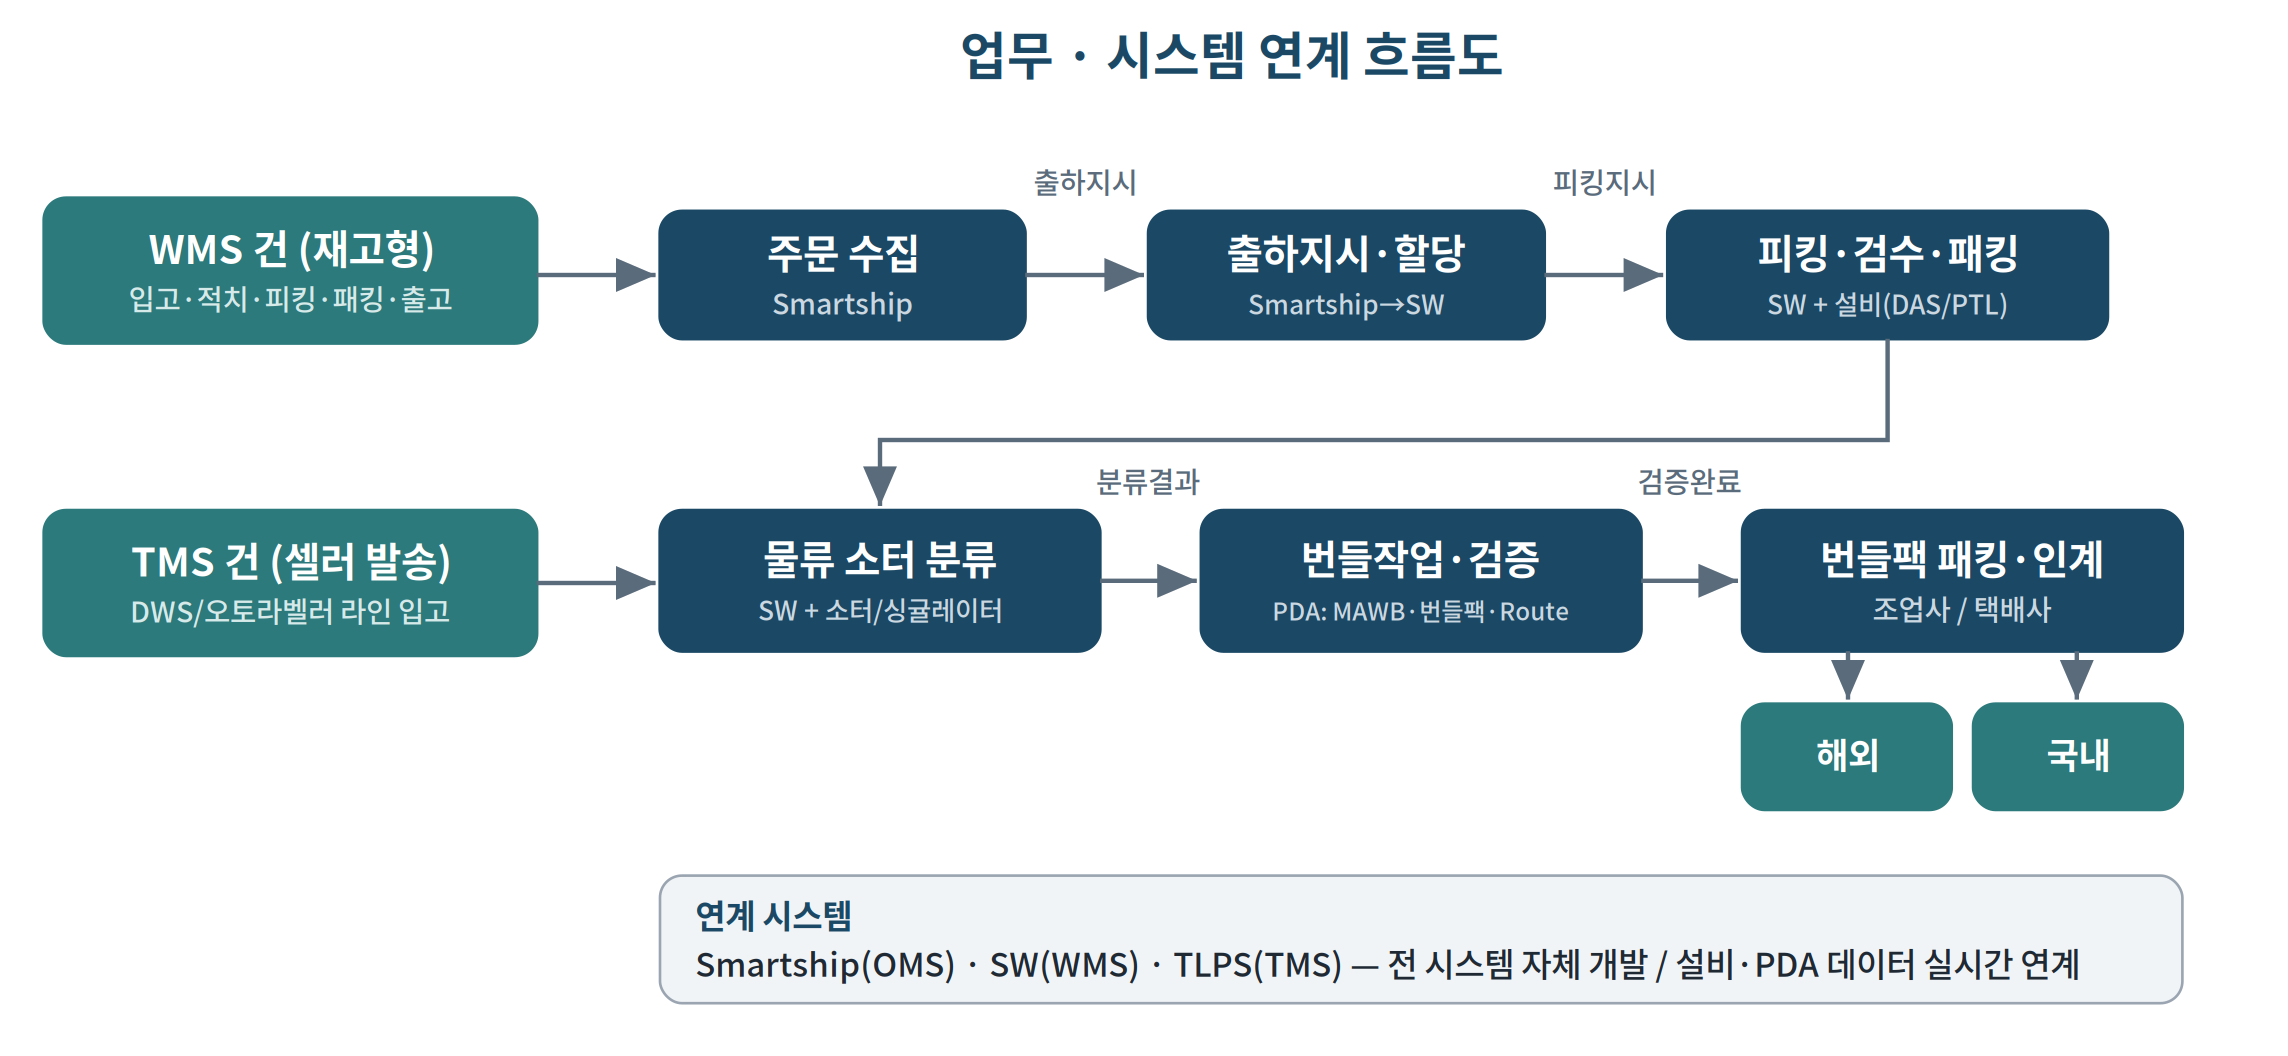 업무 · 시스템 연계 흐름도
출하지시
피킹지시
WMS 건 (재고형)
입고·적치·피킹·패킹·출고
주문 수집
Smartship
출하지시·할당
Smartship→SW
피킹·검수·패킹
SW + 설비(DAS/PTL)
분류결과
검증완료
TMS 건 (셀러 발송)
DWS/오토라벨러 라인 입고
물류 소터 분류
SW + 소터/싱귤레이터
번들작업·검증
PDA: MAWB·번들팩·Route
번들팩 패킹·인계
조업사 / 택배사
해외
국내
연계 시스템
Smartship(OMS) · SW(WMS) · TLPS(TMS) — 전 시스템 자체 개발 / 설비·PDA 데이터 실시간 연계